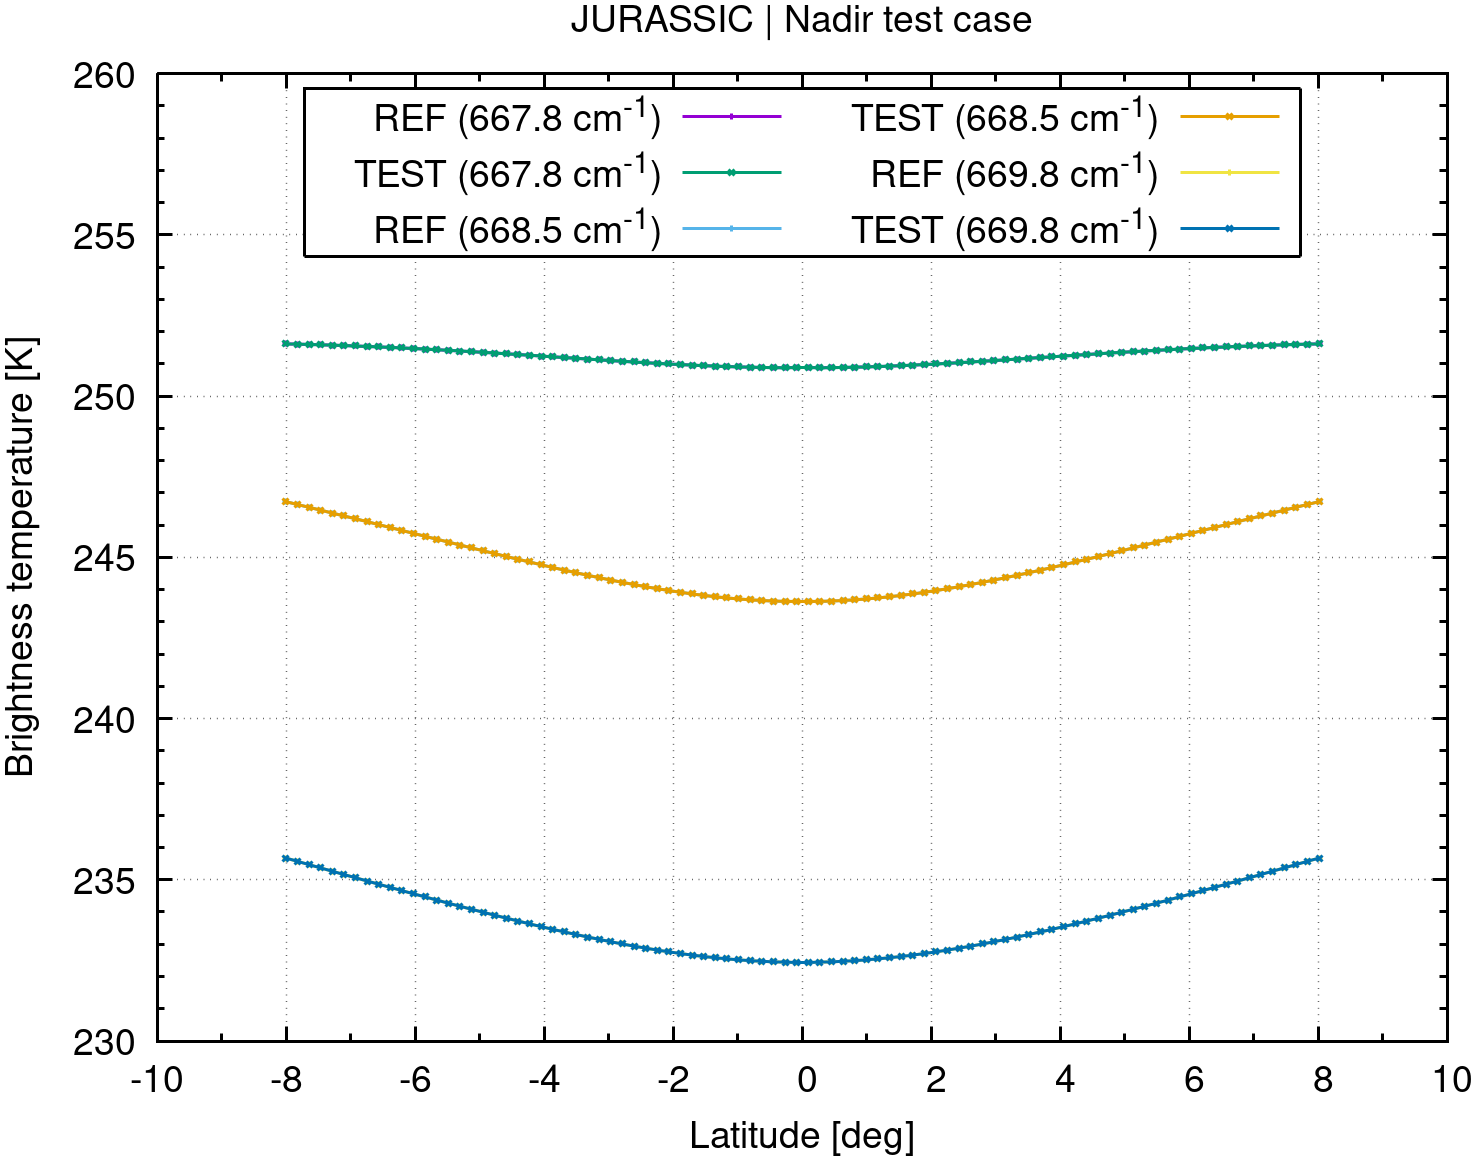 JURASSIC | Nadir test case
260
255
250
245
240
235
230
Brightness temperature [K]
REF (667.8 cm⁻¹)
TEST (667.8 cm⁻¹)
REF (668.5 cm⁻¹)
TEST (668.5 cm⁻¹)
REF (669.8 cm⁻¹)
TEST (669.8 cm⁻¹)
-10 -8 -6 -4 -2 0 2 4 6 8 10
Latitude [deg]